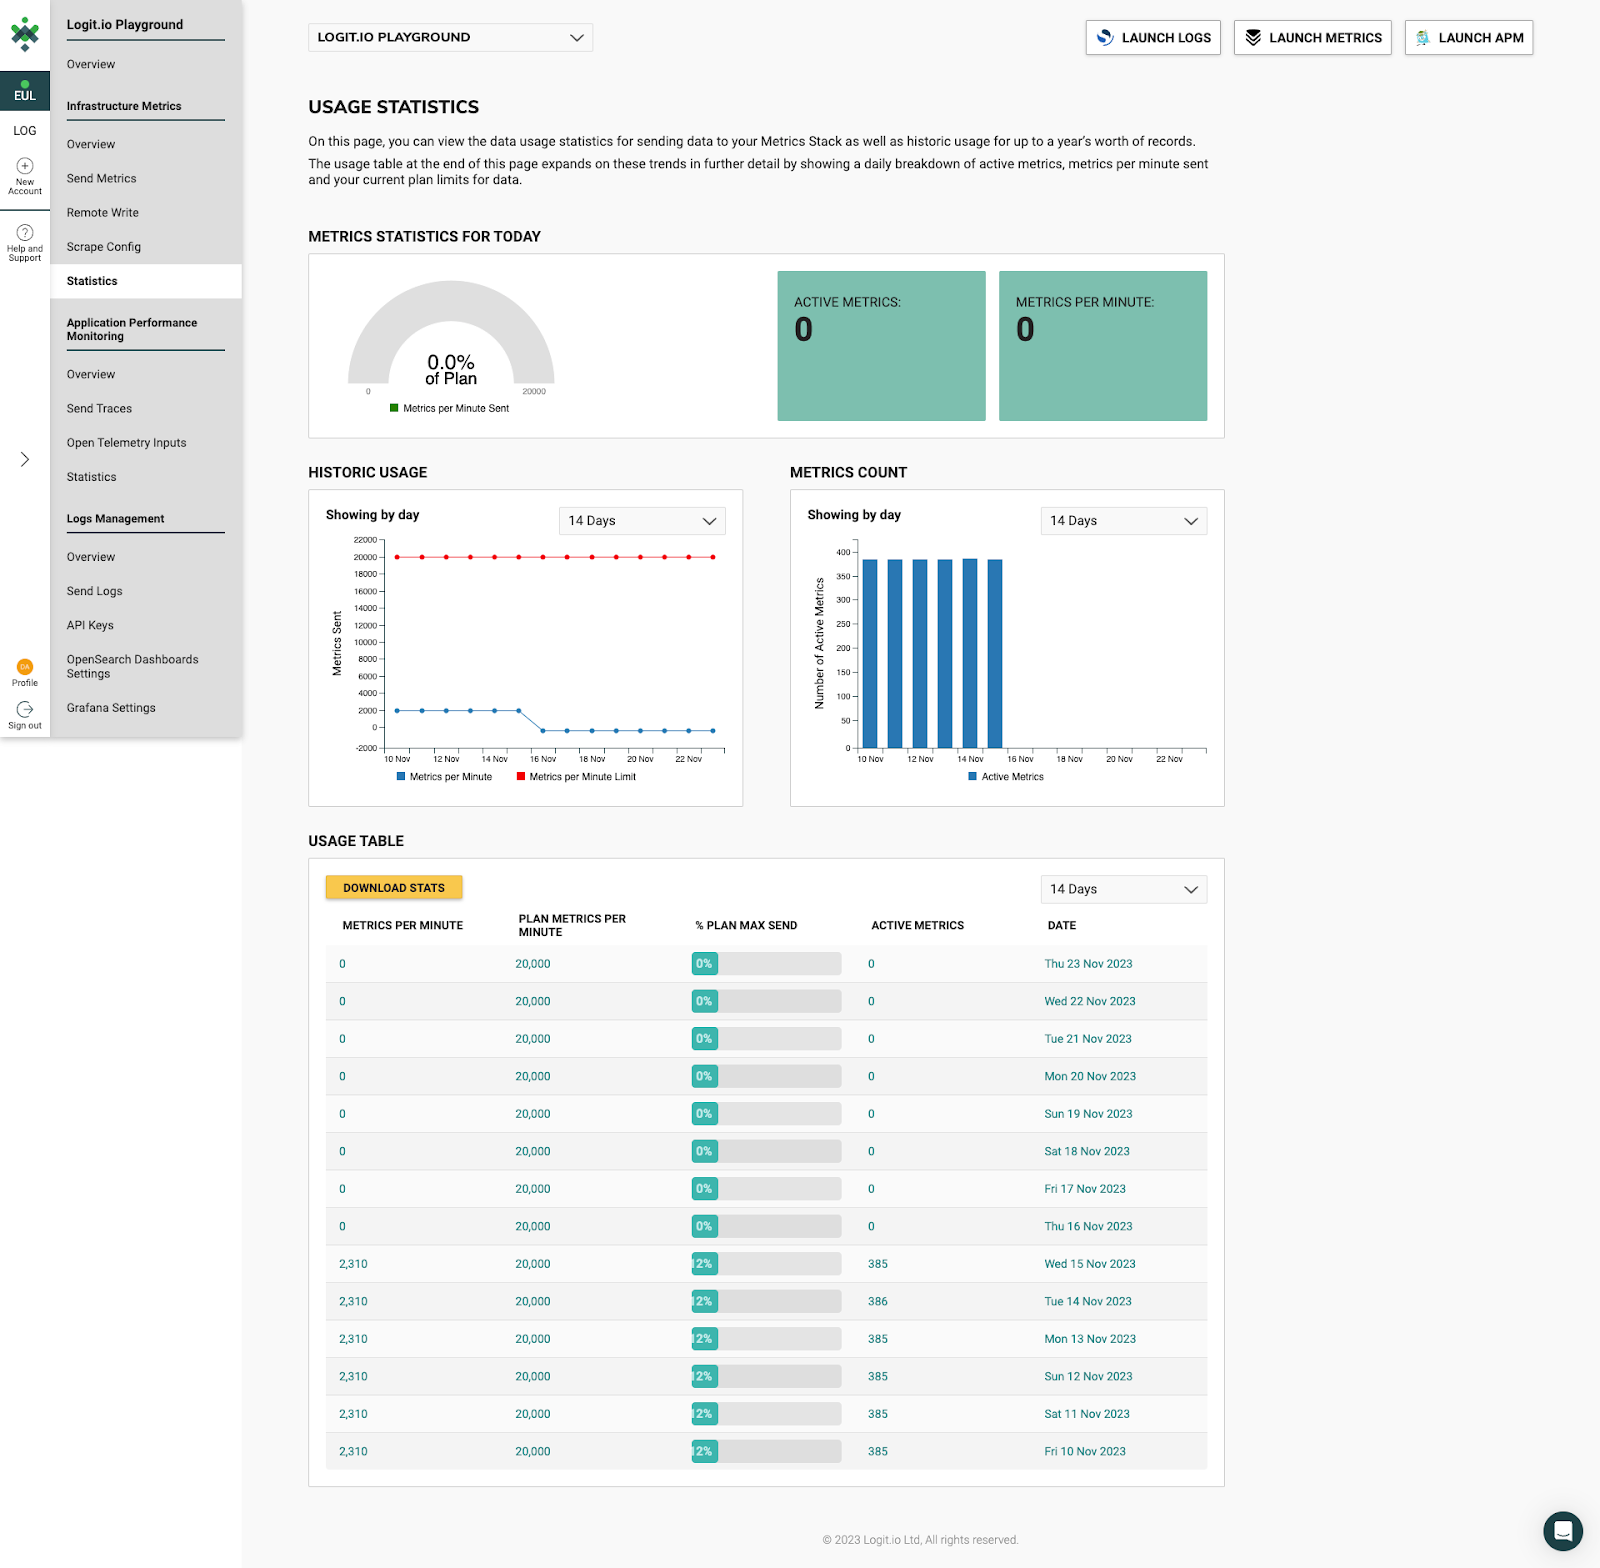 EUL
LOG
New
Account
Help and
Support
DA
Profile
Sign out
Logit.io Playground
Overview
Infrastructure Metrics
Overview
Send Metrics
Remote Write
Scrape Config
Statistics
Application Performance
Monitoring
Overview
Send Traces
Open Telemetry Inputs
Statistics
Logs Management
Overview
Send Logs
API Keys
OpenSearch Dashboards
Settings
Grafana Settings
LOGIT.IO PLAYGROUND
LAUNCH LOGS
LAUNCH METRICS
LAUNCH APM
USAGE STATISTICS
On this page, you can view the data usage statistics for sending data to your Metrics Stack as well as historic usage for up to a year's worth of records.
The usage table at the end of this page expands on these trends in further detail by showing a daily breakdown of active metrics, metrics per minute sent
and your current plan limits for data.
METRICS STATISTICS FOR TODAY
0.0%
of Plan
0 20000
Metrics per Minute Sent
ACTIVE METRICS:
0
METRICS PER MINUTE:
0
HISTORIC USAGE
Showing by day
14 Days
22000
20000
18000
16000
14000
12000
10000
8000
6000
4000
2000
0
-2000
Metrics Sent
10 Nov 12 Nov 14 Nov 16 Nov 18 Nov 20 Nov 22 Nov
Metrics per Minute Metrics per Minute Limit
METRICS COUNT
Showing by day
14 Days
400
350
300
250
200
150
100
50
0
Number of Active Metrics
10 Nov 12 Nov 14 Nov 16 Nov 18 Nov 20 Nov 22 Nov
Active Metrics
USAGE TABLE
DOWNLOAD STATS
14 Days
METRICS PER MINUTE PLAN METRICS PER MINUTE % PLAN MAX SEND ACTIVE METRICS DATE
0 20,000 0% 0 Thu 23 Nov 2023
0 20,000 0% 0 Wed 22 Nov 2023
0 20,000 0% 0 Tue 21 Nov 2023
0 20,000 0% 0 Mon 20 Nov 2023
0 20,000 0% 0 Sun 19 Nov 2023
0 20,000 0% 0 Sat 18 Nov 2023
0 20,000 0% 0 Fri 17 Nov 2023
0 20,000 0% 0 Thu 16 Nov 2023
2,310 20,000 12% 385 Wed 15 Nov 2023
2,310 20,000 12% 386 Tue 14 Nov 2023
2,310 20,000 12% 385 Mon 13 Nov 2023
2,310 20,000 12% 385 Sun 12 Nov 2023
2,310 20,000 12% 385 Sat 11 Nov 2023
2,310 20,000 12% 385 Fri 10 Nov 2023
© 2023 Logit.io Ltd, All rights reserved.